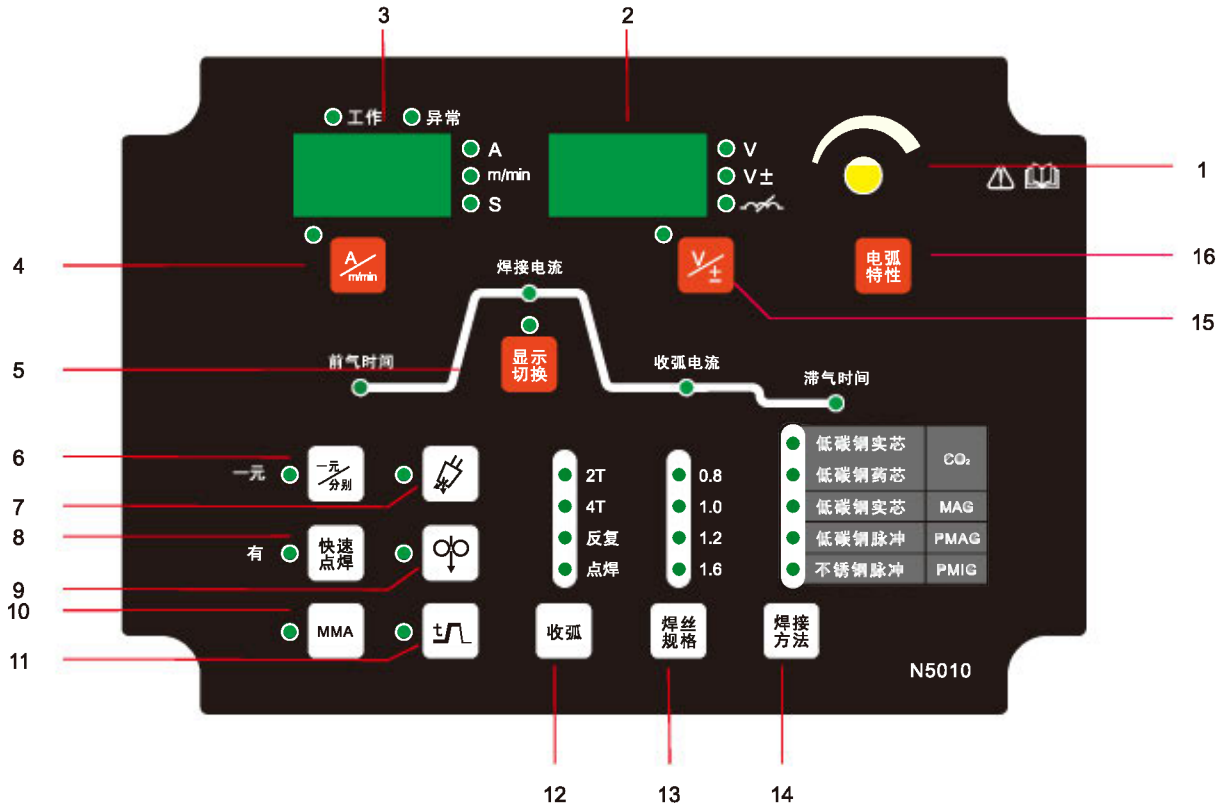 3
2
工作
异常
A
m/min
S
V
V±
1
4
A/m/min
V/±
电弧
特性
16
15
焊接电流
5
显示
切换
前气时间
收弧电流
滞气时间
6
一元
一元/分别
7
8
有
快速
点焊
9
10
MMA
11
t
2T
4T
反复
点焊
收弧
0.8
1.0
1.2
1.6
焊丝
规格
低碳钢实芯 CO₂
低碳钢药芯
低碳钢实芯 MAG
低碳钢脉冲 PMAG
不锈钢脉冲 PMIG
焊接
方法
N5010
12
13
14